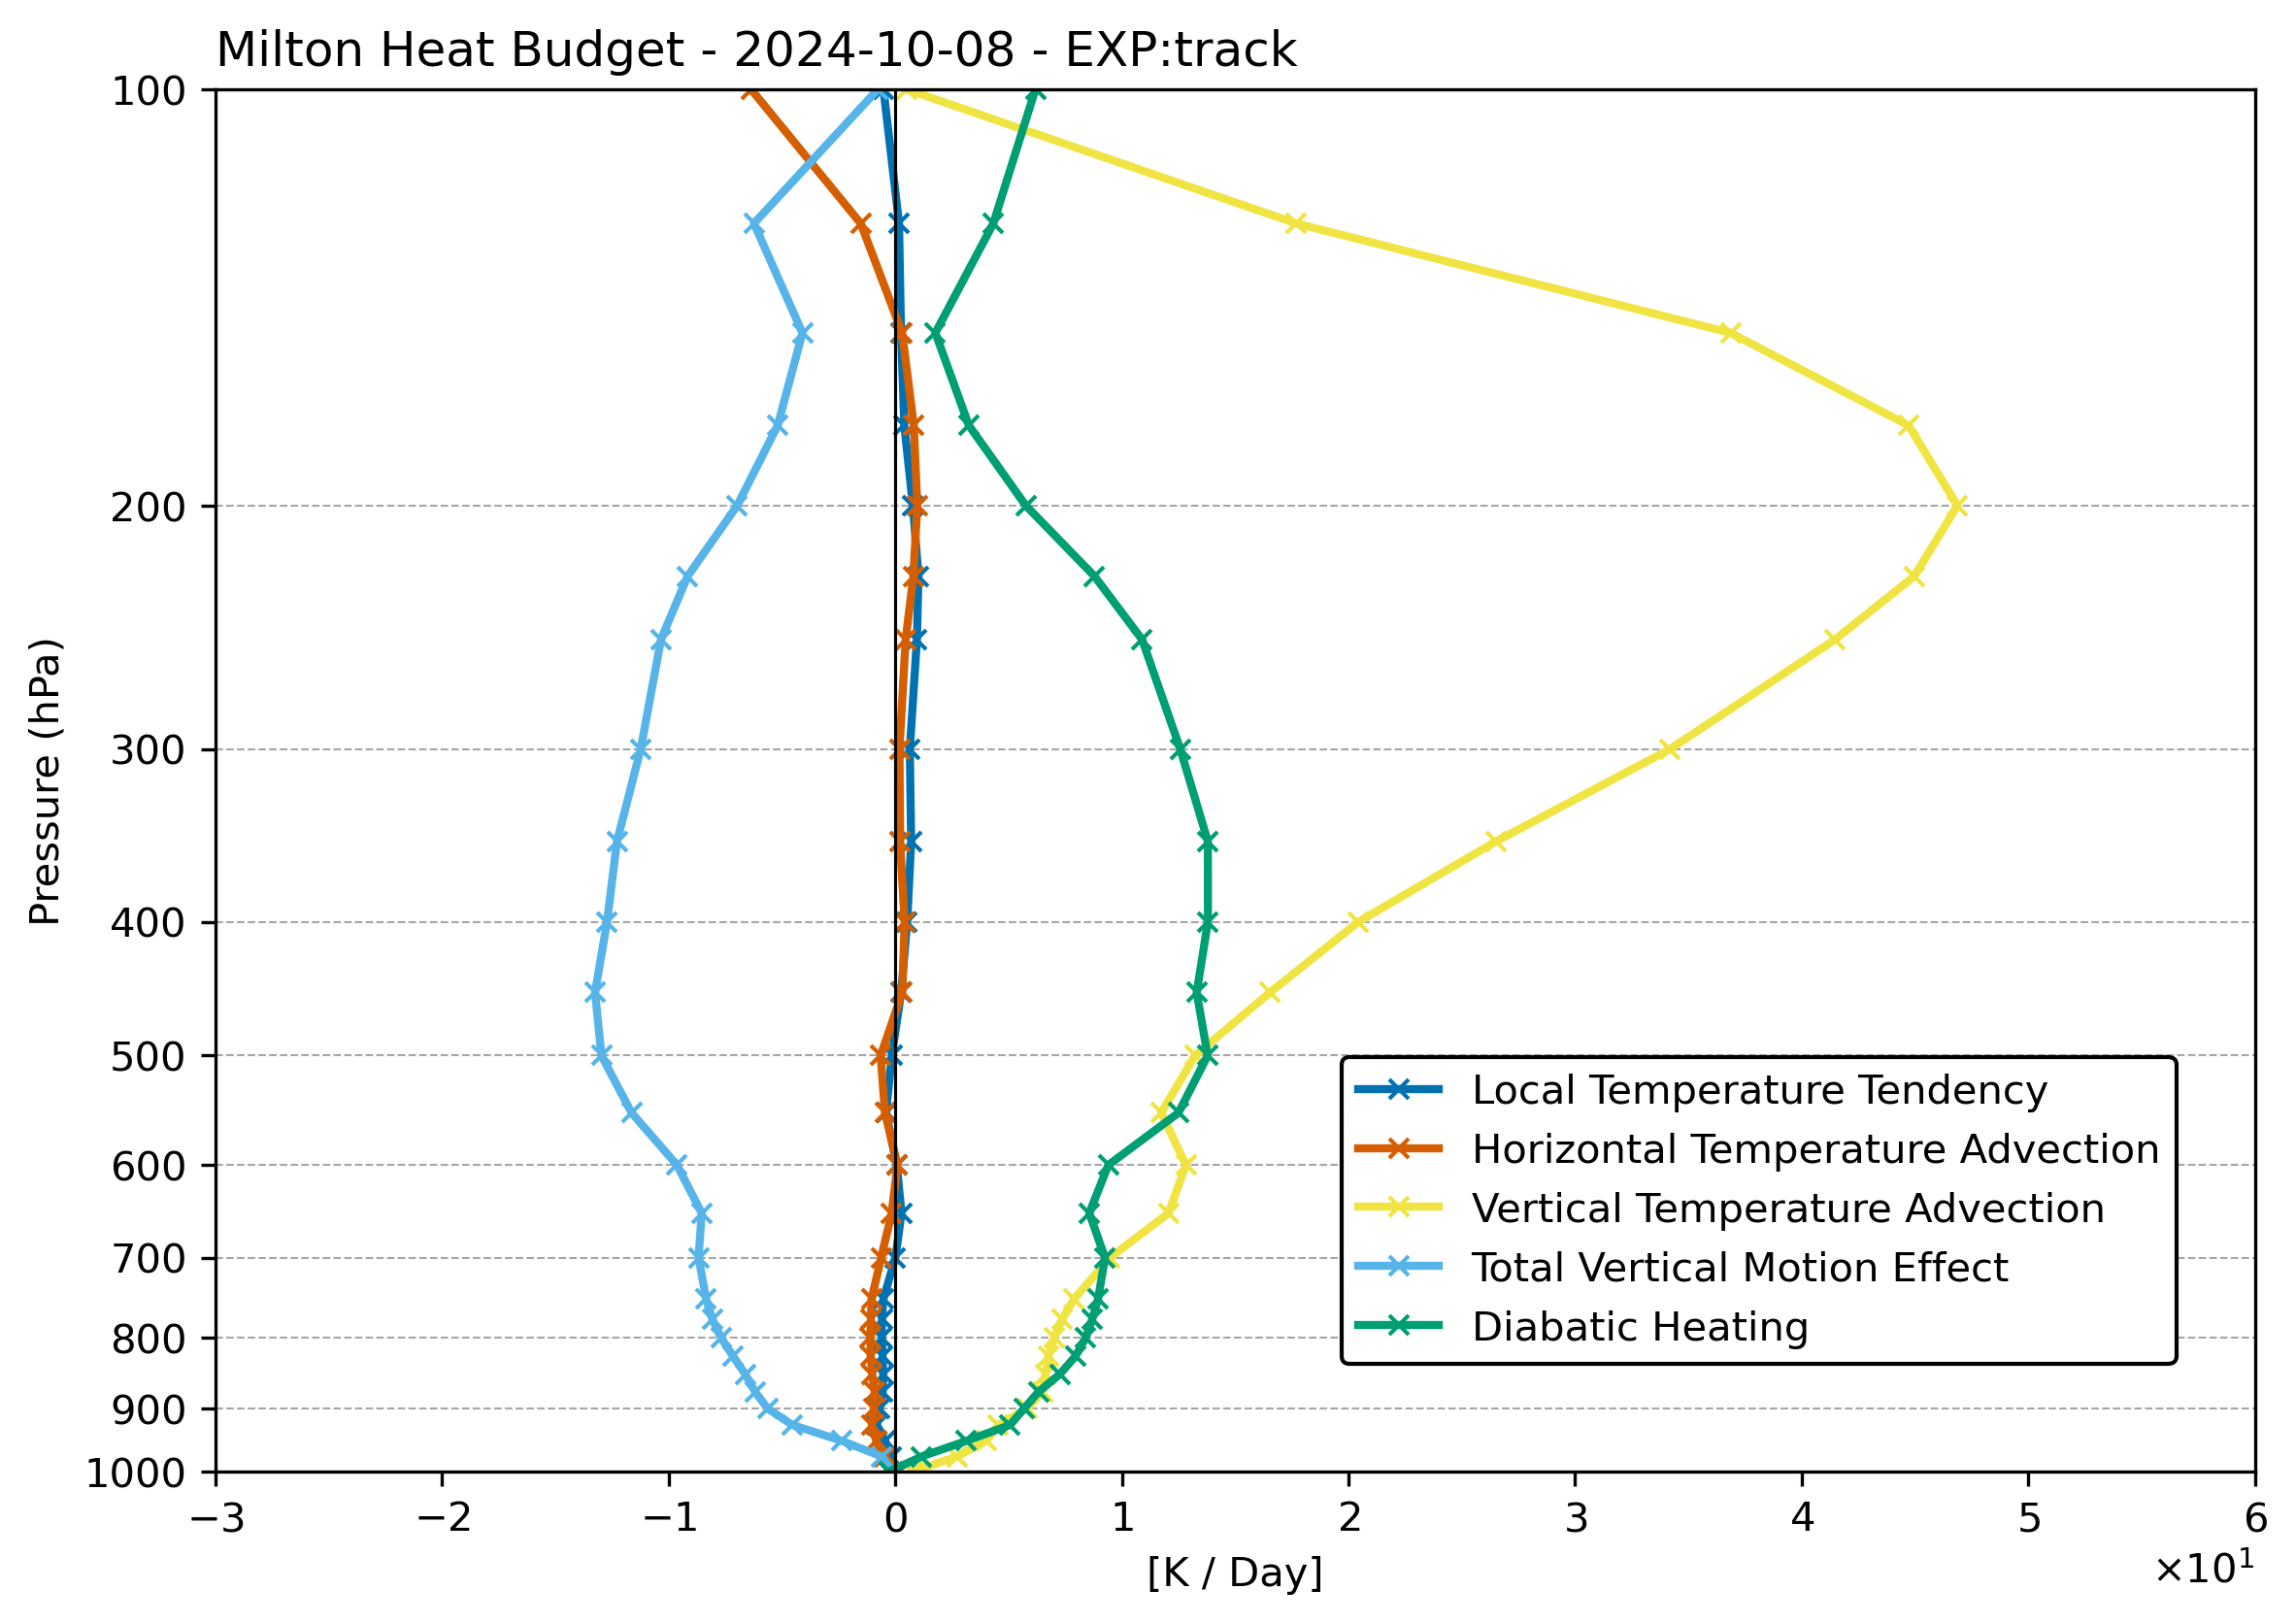 Milton Heat Budget - 2024-10-08 - EXP:track
100
200
300
400
500
600
700
800
900
1000
Pressure (hPa)
Local Temperature Tendency
Horizontal Temperature Advection
Vertical Temperature Advection
Total Vertical Motion Effect
Diabatic Heating
−3 −2 −1 0 1 2 3 4 5 6
[K / Day]
×10¹